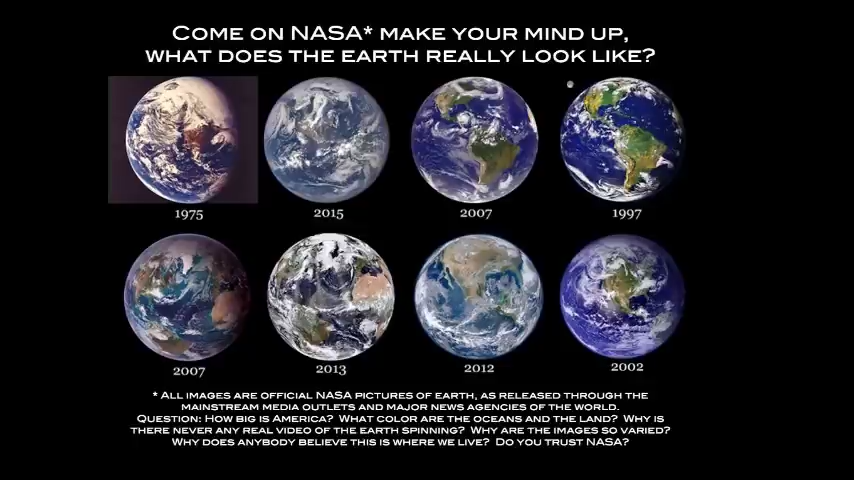 COME ON NASA* MAKE YOUR MIND UP,
WHAT DOES THE EARTH REALLY LOOK LIKE?
1975
2015
2007
1997
2007
2013
2012
2002
* ALL IMAGES ARE OFFICIAL NASA PICTURES OF EARTH, AS RELEASED THROUGH THE
MAINSTREAM MEDIA OUTLETS AND MAJOR NEWS AGENCIES OF THE WORLD.
QUESTION: HOW BIG IS AMERICA? WHAT COLOR ARE THE OCEANS AND THE LAND? WHY IS
THERE NEVER ANY REAL VIDEO OF THE EARTH SPINNING? WHY ARE THE IMAGES SO VARIED?
WHY DOES ANYBODY BELIEVE THIS IS WHERE WE LIVE? DO YOU TRUST NASA?